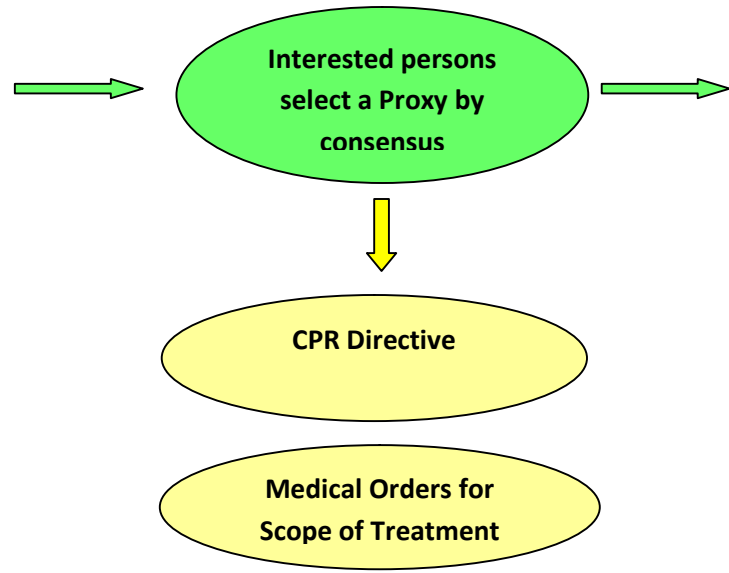 Interested persons
select a Proxy by
consensus
CPR Directive
Medical Orders for
Scope of Treatment